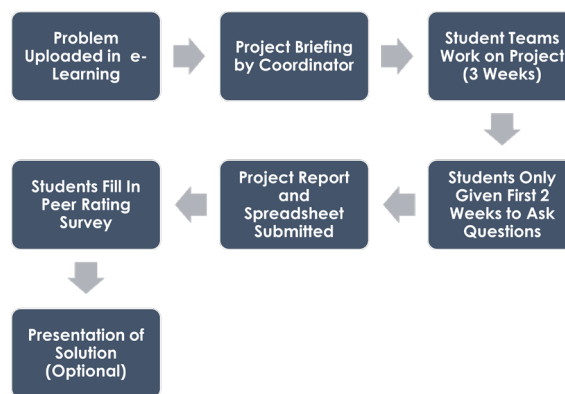 Problem
Uploaded in e-
Learning
Project Briefing
by Coordinator
Student Teams
Work on Project
(3 Weeks)
Students Only
Given First 2
Weeks to Ask
Questions
Project Report
and
Spreadsheet
Submitted
Students Fill In
Peer Rating
Survey
Presentation of
Solution
(Optional)